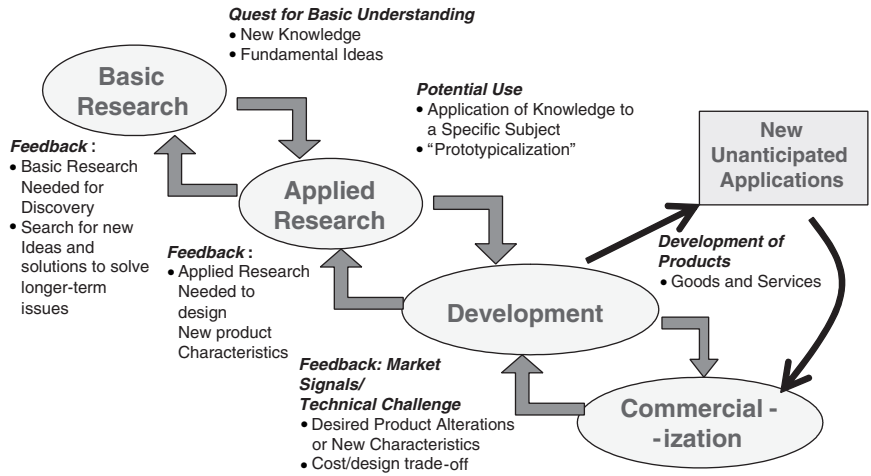 Quest for Basic Understanding
• New Knowledge
• Fundamental Ideas
Basic
Research
Potential Use
• Application of Knowledge to
a Specific Subject
• “Prototypicalization”
New
Unanticipated
Applications
Feedback :
• Basic Research
Needed for
Discovery
• Search for new
Ideas and
solutions to solve
longer-term
issues
Applied
Research
Feedback :
• Applied Research
Needed to
design
New product
Characteristics
Development of
Products
• Goods and Services
Development
Feedback: Market
Signals/
Technical Challenge
• Desired Product Alterations
or New Characteristics
• Cost/design trade-off
Commercial -
-ization